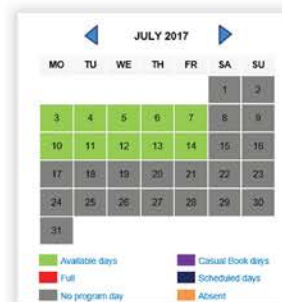 JULY 2017
MO TU WE TH FR SA SU
1 2
3 4 5 6 7 8 9
10 11 12 13 14 15 16
17 18 19 20 21 22 23
24 25 26 27 28 29 30
31
Available days Casual Book days
Full Scheduled days
No program day Absent